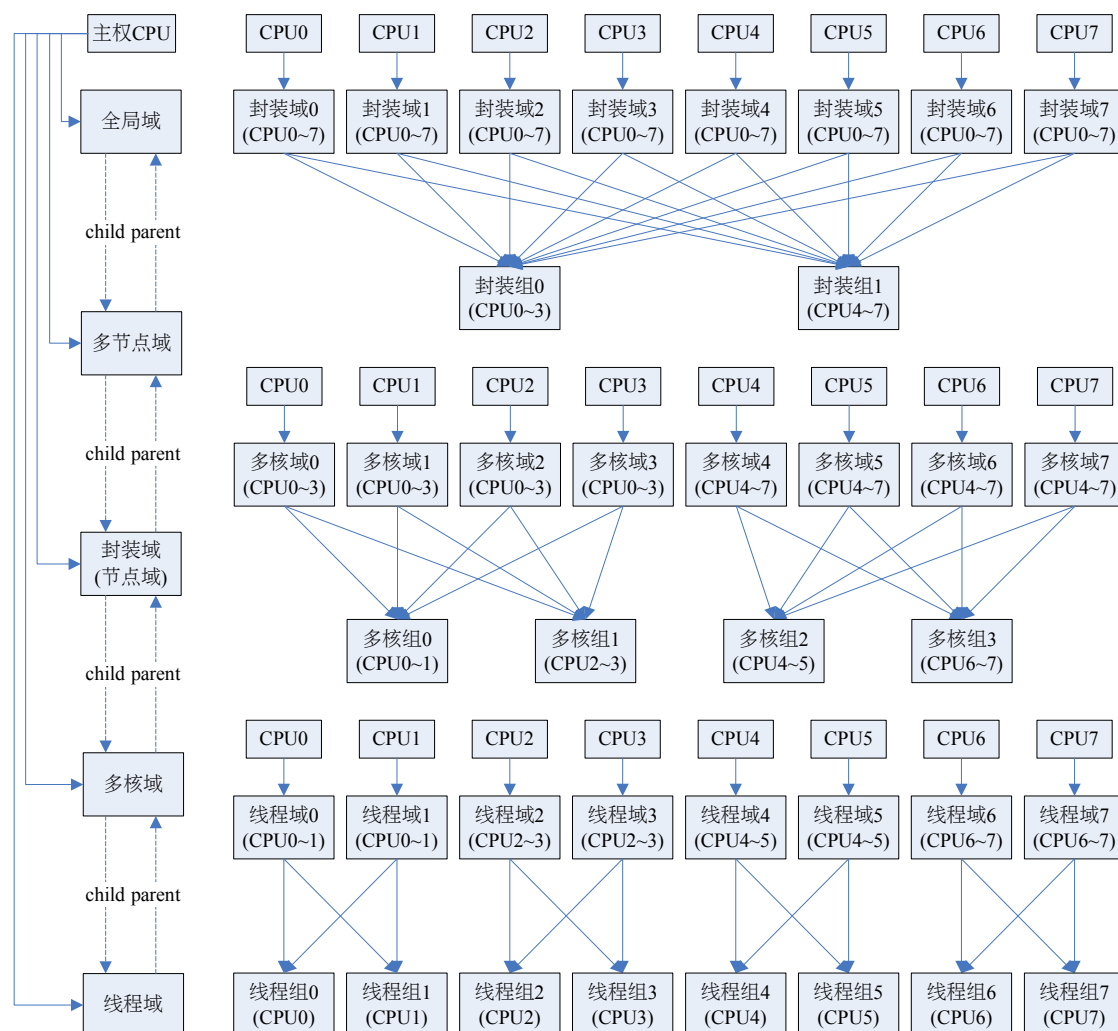 主权CPU
全局域
child parent
多节点域
child parent
封装域
(节点域)
child parent
多核域
child parent
线程域
CPU0 CPU1 CPU2 CPU3 CPU4 CPU5 CPU6 CPU7
封装域0 封装域1 封装域2 封装域3 封装域4 封装域5 封装域6 封装域7
(CPU0~7) (CPU0~7) (CPU0~7) (CPU0~7) (CPU0~7) (CPU0~7) (CPU0~7) (CPU0~7)
封装组0 封装组1
(CPU0~3) (CPU4~7)
CPU0 CPU1 CPU2 CPU3 CPU4 CPU5 CPU6 CPU7
多核域0 多核域1 多核域2 多核域3 多核域4 多核域5 多核域6 多核域7
(CPU0~3) (CPU0~3) (CPU0~3) (CPU0~3) (CPU4~7) (CPU4~7) (CPU4~7) (CPU4~7)
多核组0 多核组1 多核组2 多核组3
(CPU0~1) (CPU2~3) (CPU4~5) (CPU6~7)
CPU0 CPU1 CPU2 CPU3 CPU4 CPU5 CPU6 CPU7
线程域0 线程域1 线程域2 线程域3 线程域4 线程域5 线程域6 线程域7
(CPU0~1) (CPU0~1) (CPU2~3) (CPU2~3) (CPU4~5) (CPU4~5) (CPU6~7) (CPU6~7)
线程组0 线程组1 线程组2 线程组3 线程组4 线程组5 线程组6 线程组7
(CPU0) (CPU1) (CPU2) (CPU3) (CPU4) (CPU5) (CPU6) (CPU7)